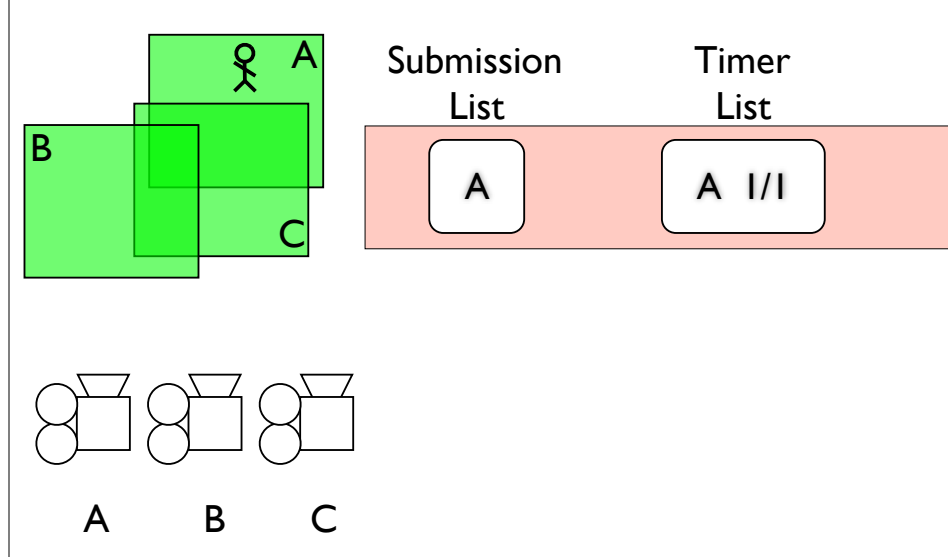 A
B
C
Submission
List
Timer
List
A
A 1/1
A B C